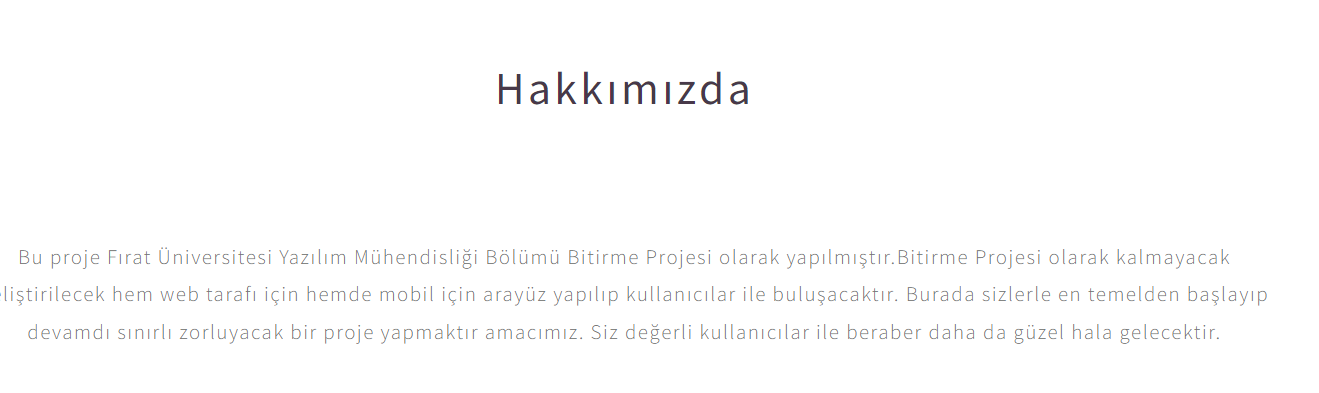 Hakkımızda
Bu proje Fırat Üniversitesi Yazılım Mühendisliği Bölümü Bitirme Projesi olarak yapılmıştır.Bitirme Projesi olarak kalmayacak
hem web tarafı için hemde mobil için arayüz yapılıp kullanıcılar ile buluşacaktır. Burada sizlerle en temelden başlayıp
devamdı sınırlı zorluyacak bir proje yapmaktır amacımız. Siz değerli kullanıcılar ile beraber daha da güzel hala gelecektir.